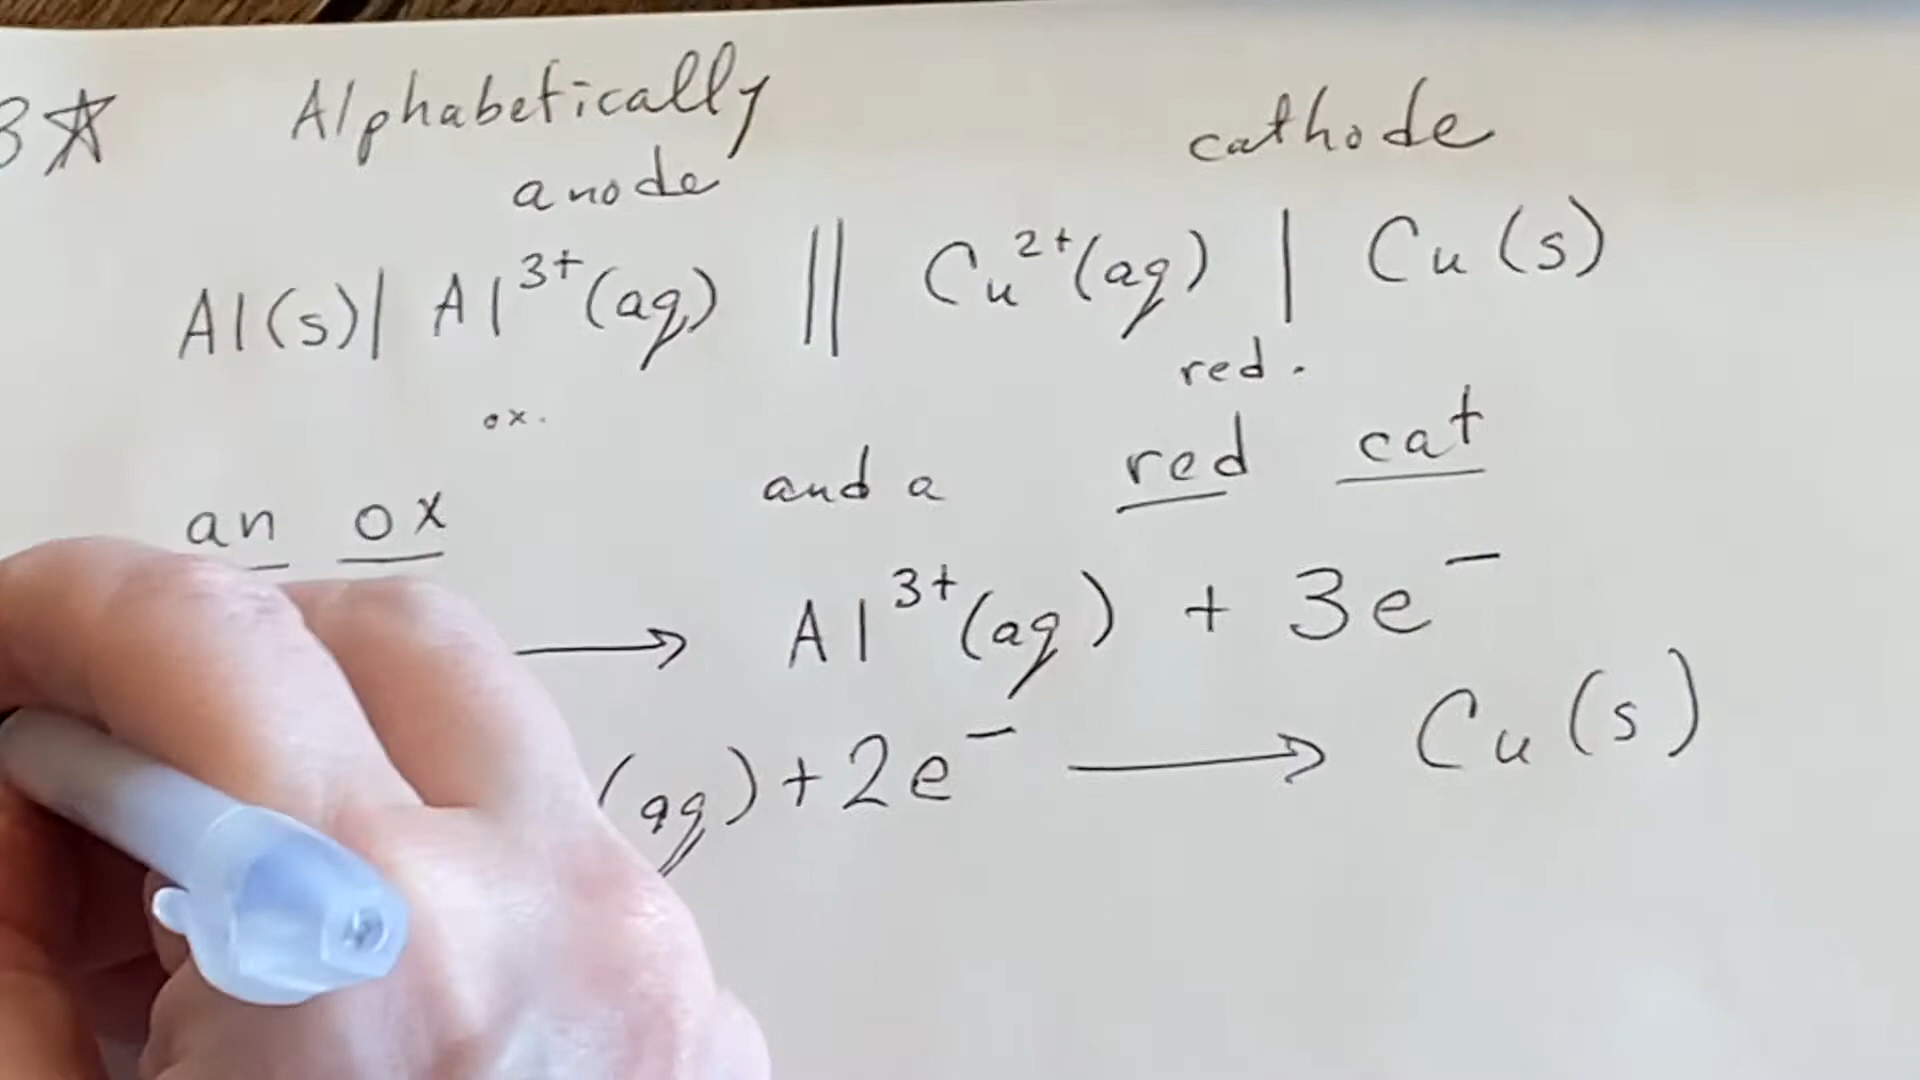 3☆ Alphabetically
anode cathode
Al(s)| Al³⁺(aq) || Cu²⁺(aq) | Cu(s)
ox. red.
an ox and a red cat
→ Al³⁺(aq) + 3e⁻
(aq) + 2e⁻ → Cu(s)